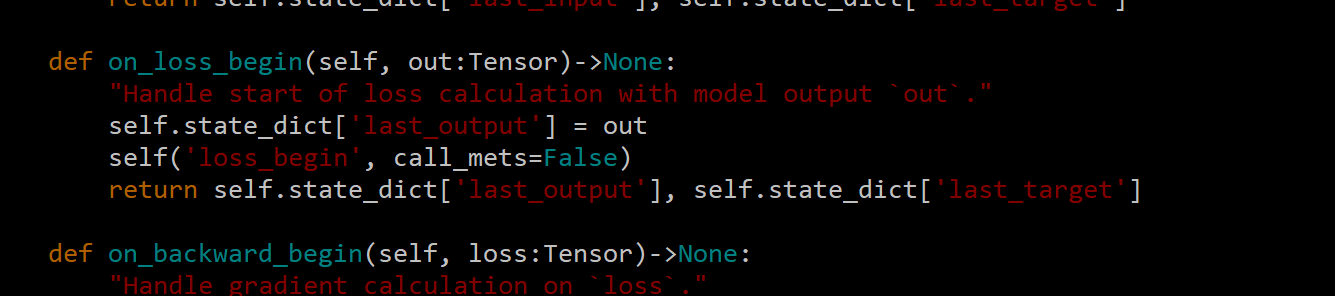 return self.state_dict['last_input'], self.state_dict['last_target']
def on_loss_begin(self, out:Tensor)->None:
"Handle start of loss calculation with model output `out`."
self.state_dict['last_output'] = out
self('loss_begin', call_mets=False)
return self.state_dict['last_output'], self.state_dict['last_target']
def on_backward_begin(self, loss:Tensor)->None:
"Handle gradient calculation on `loss`."